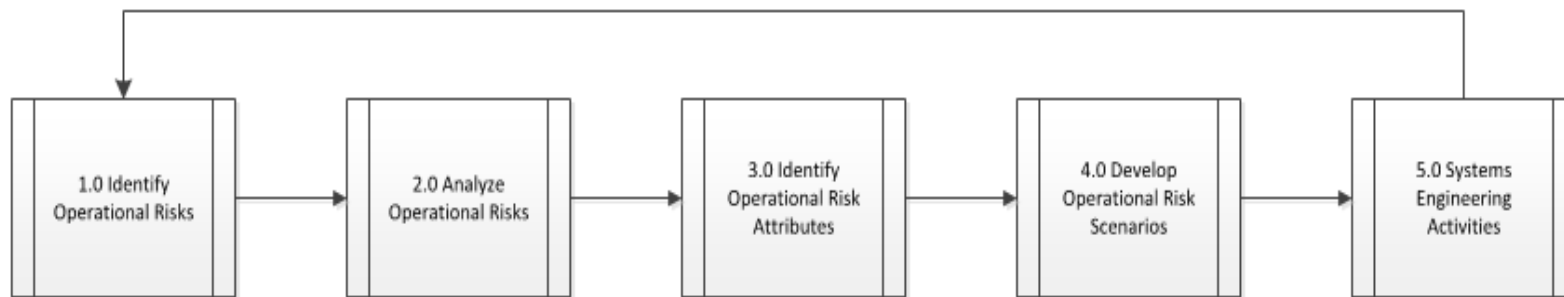 1.0 Identify
Operational Risks
2.0 Analyze
Operational Risks
3.0 Identify
Operational Risk
Attributes
4.0 Develop
Operational Risk
Scenarios
5.0 Systems
Engineering
Activities